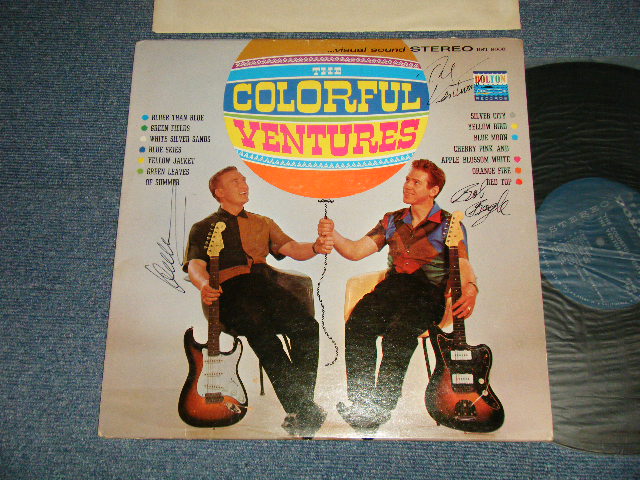 ...visual sound STEREO
THE
COLORFUL
VENTURES
DOLTON
RECORDS
BLUER THAN BLUE
GREEN FIELDS
WHITE SILVER SANDS
BLUE SKIES
YELLOW JACKET
GREEN LEAVES
OF SUMMER
SILVER CITY
YELLOW BIRD
BLUE MOON
CHERRY PINK AND
APPLE BLOSSOM WHITE
ORANGE FIRE
RED TOP
Bob Bogle